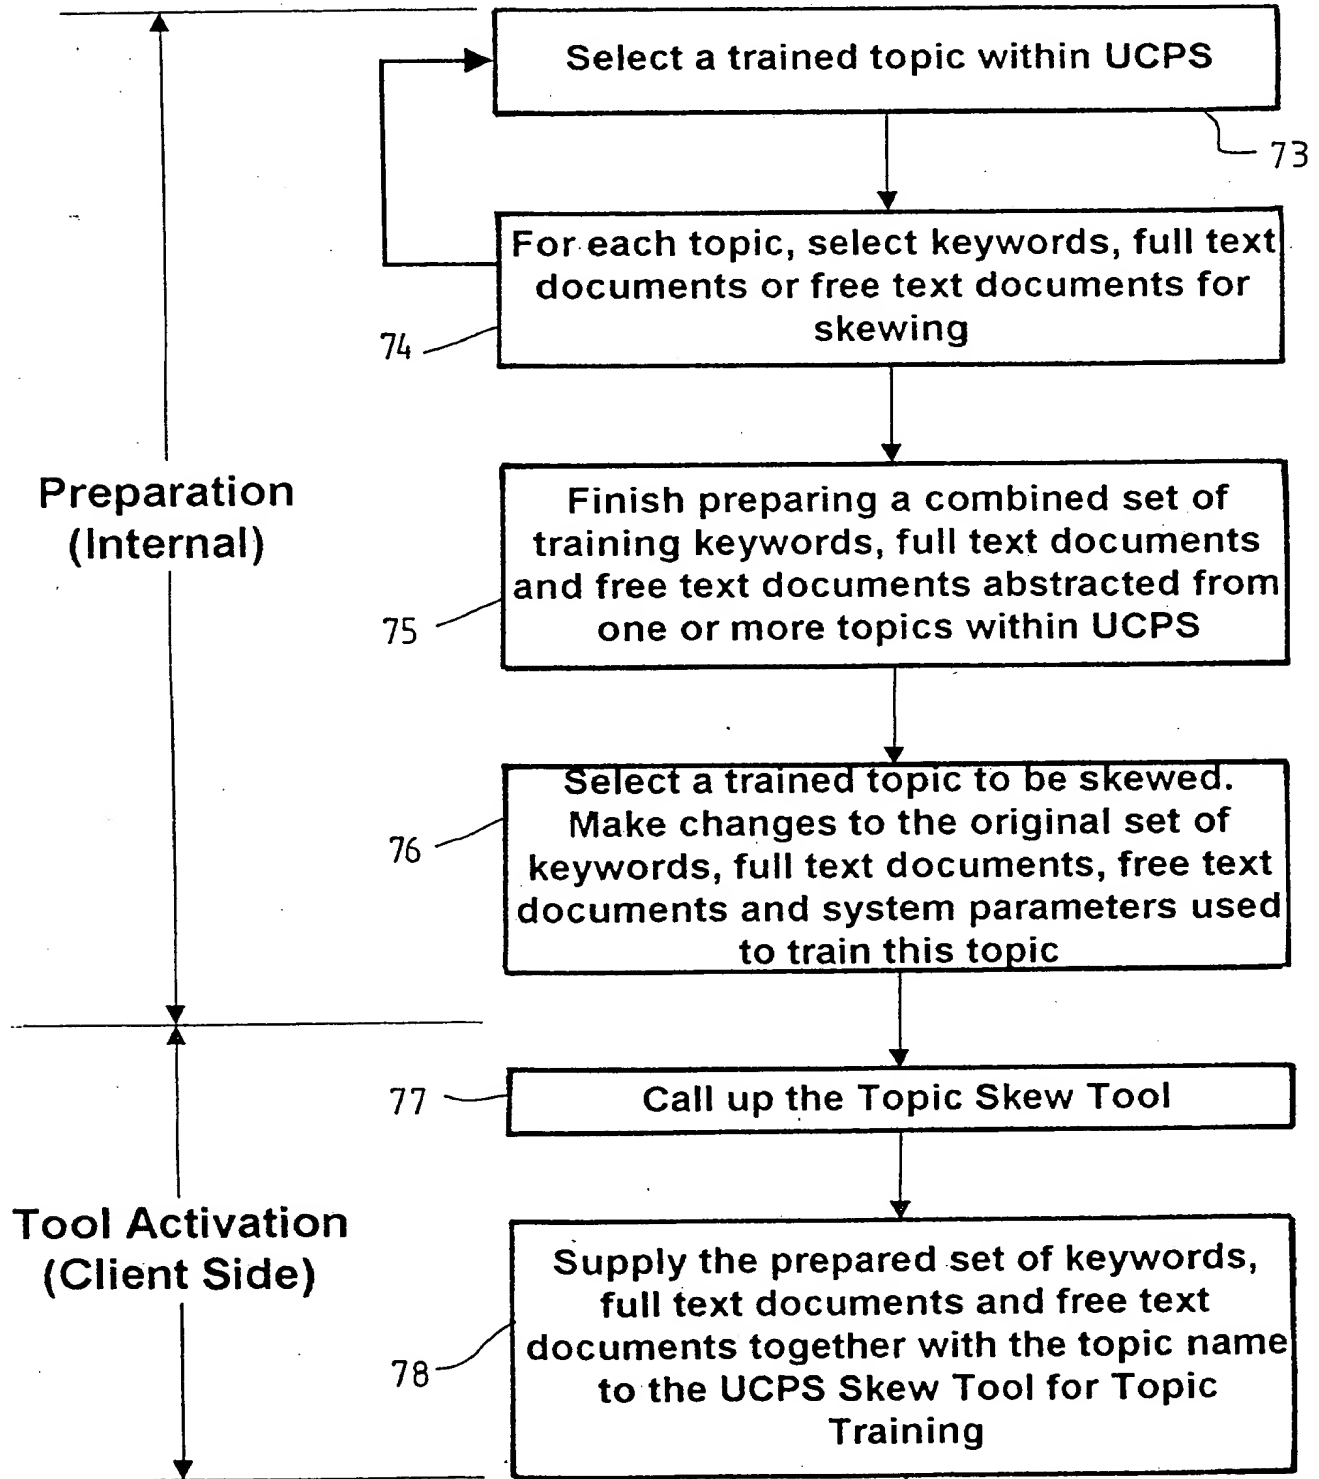 Select a trained topic within UCPS
73
For each topic, select keywords, full text
documents or free text documents for
skewing
74
Preparation
(Internal)
Finish preparing a combined set of
training keywords, full text documents
and free text documents abstracted from
one or more topics within UCPS
75
Select a trained topic to be skewed.
Make changes to the original set of
keywords, full text documents, free text
documents and system parameters used
to train this topic
76
Call up the Topic Skew Tool
77
Tool Activation
(Client Side)
Supply the prepared set of keywords,
full text documents and free text
documents together with the topic name
to the UCPS Skew Tool for Topic
Training
78